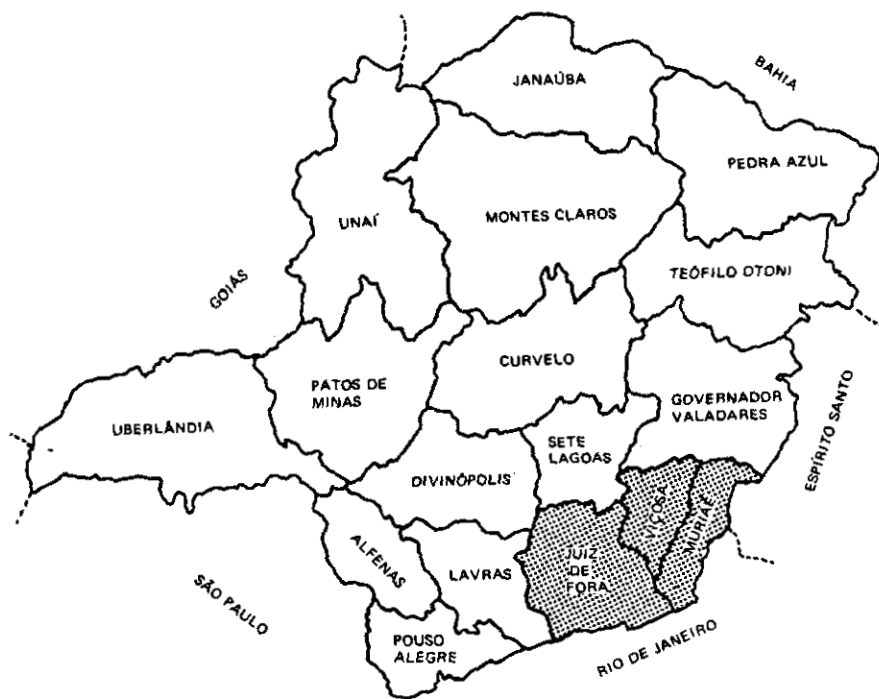 BAHIA
JANAÚBA
PEDRA AZUL
UNAÍ
MONTES CLAROS
TEÓFILO OTONI
GOIÁS
CURVELO
PATOS DE
MINAS
GOVERNADOR
VALADARES
UBERLÂNDIA
SETE
LAGOAS
ESPÍRITO SANTO
DIVINÓPOLIS
VIÇOSA
MURIAÉ
ALFENAS
LAVRAS
JUIZ
DE
FORA
SÃO PAULO
POUSO
ALEGRE
RIO DE JANEIRO